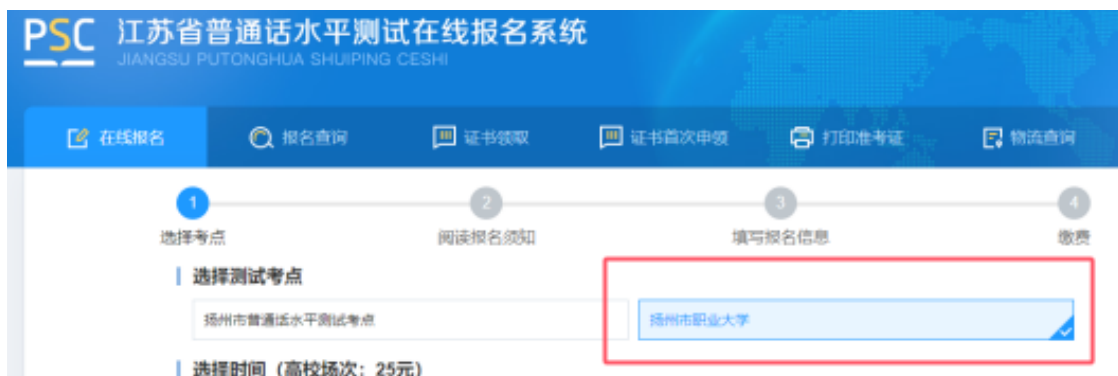 PSC 江苏省普通话水平测试在线报名系统
JIANGSU PUTONGHUA SHUIPING CESHI
在线报名 报名查询 证书领取 证书首次申领 打印准考证 物流查询
1 2 3 4
选择考点 阅读报名须知 填写报名信息 缴费
选择测试考点
扬州市普通话水平测试考点 扬州市职业大学
选择时间（高校场次：25元）